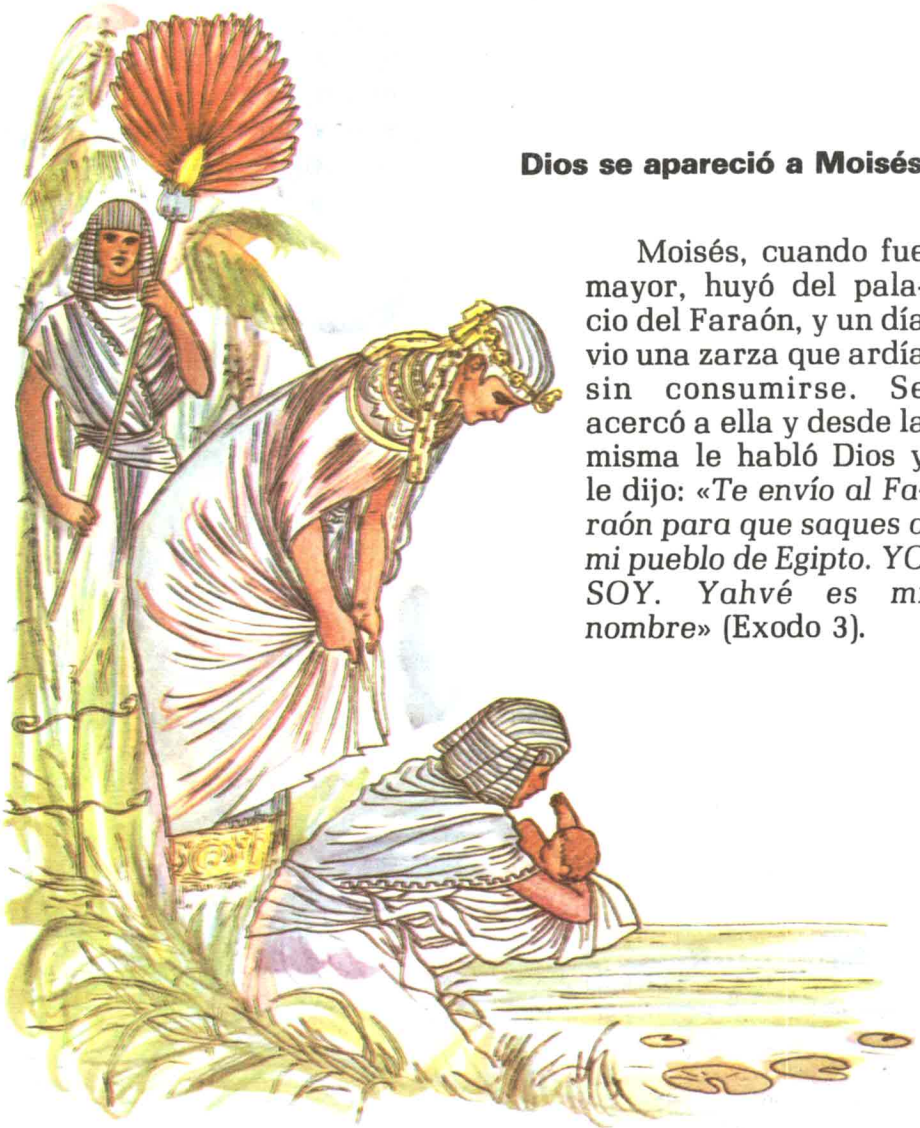 Dios se apareció a Moisés
Moisés, cuando fue
mayor, huyó del pala-
cio del Faraón, y un día
vio una zarza que ardía
sin consumirse. Se
acercó a ella y desde la
misma le habló Dios y
le dijo: «Te envío al Fa-
raón para que saques a
mi pueblo de Egipto. YO
SOY. Yahvé es mi
nombre» (Exodo 3).